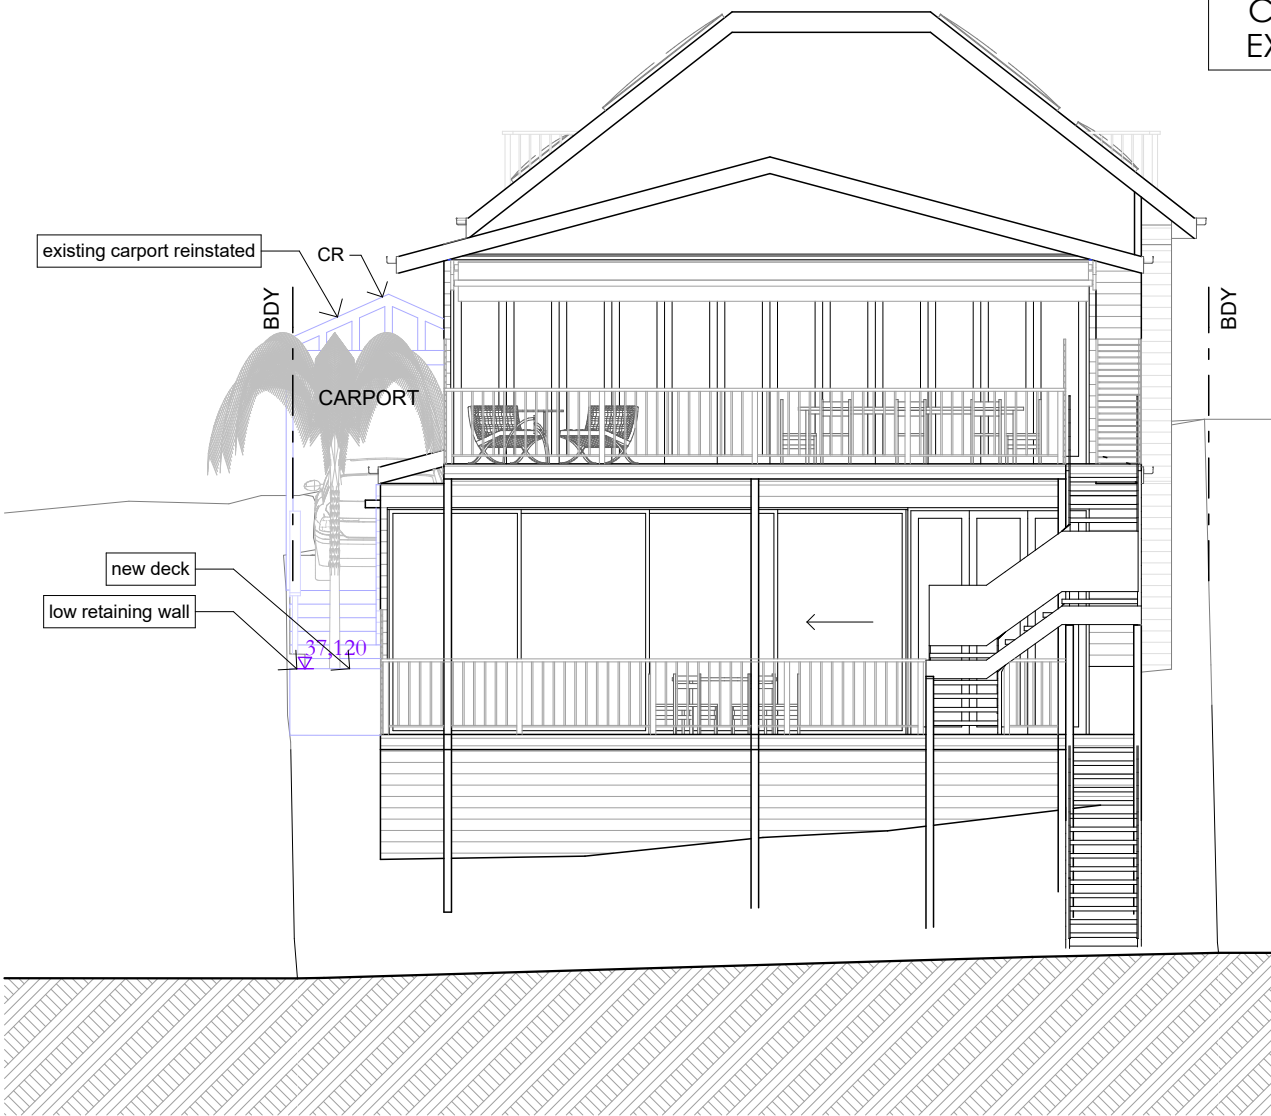 existing carport reinstated
CR
BDY
BDY
CARPORT
new deck
low retaining wall
37,120